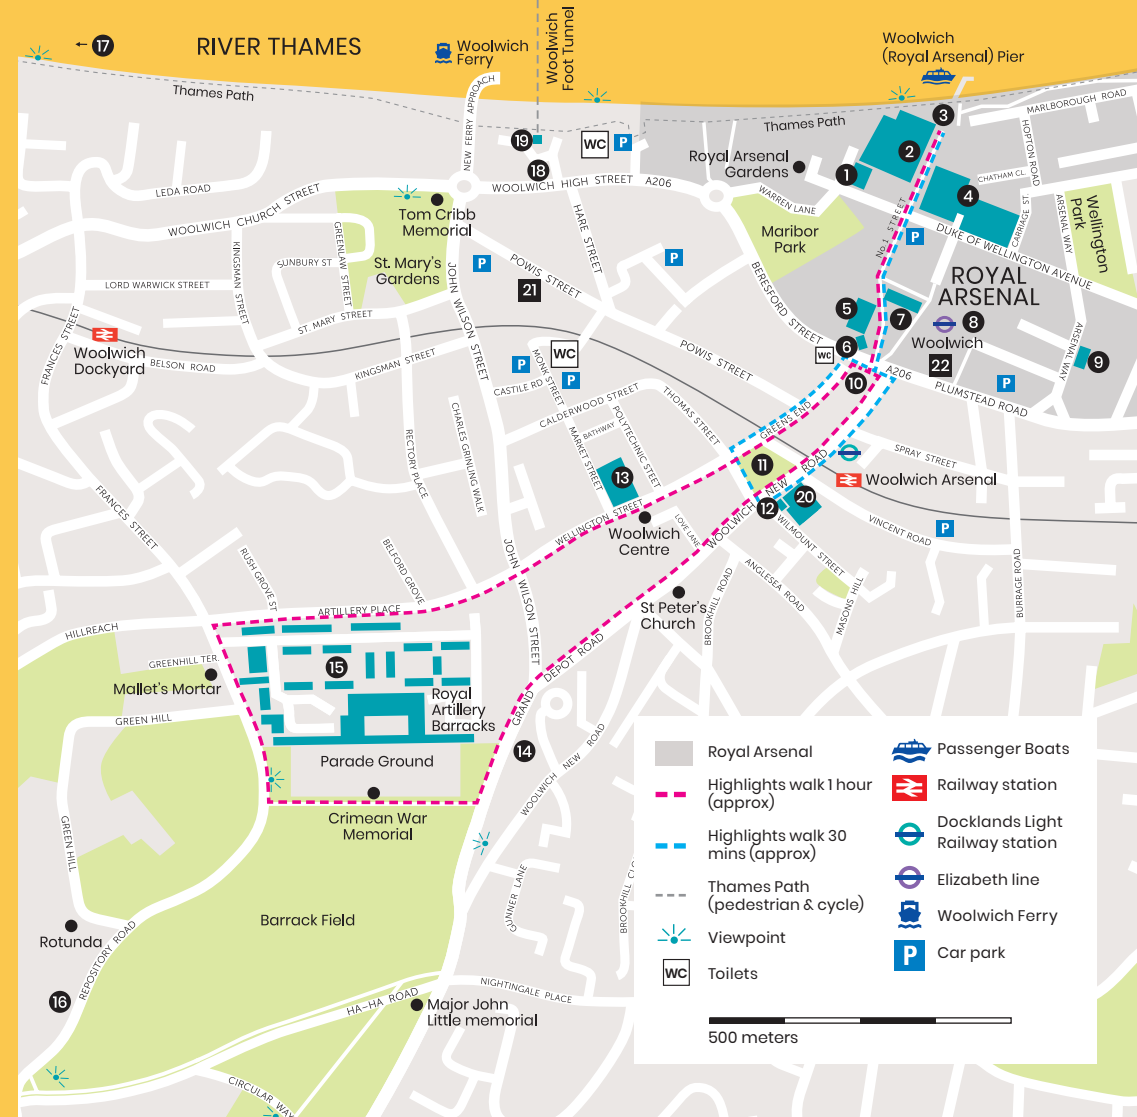 17
RIVER THAMES
Woolwich
Ferry
Woolwich
Foot Tunnel
Woolwich
(Royal Arsenal) Pier
Thames Path
NEW FERRY APPROACH
Thames Path
MARLBOROUGH ROAD
HOPTON ROAD
3
19
WC
P
18
2
Royal Arsenal
Gardens
1
CHATHAM CL.
4
LEDA ROAD
WOOLWICH HIGH STREET A206
WARREN LANE
WOOLWICH CHURCH STREET
Tom Cribb
Memorial
HARE STREET
Maribor
Park
No.1 STREET
P
CARRIAGE ST.
ARSENAL WAY
Wellington
Park
DUKE OF WELLINGTON AVENUE
KINGSMAN STREET
GREENLAW STREET
SUNBURY ST
St. Mary's
Gardens
JOHN WILSON STREET
P
POWIS STREET
P
BERESFORD STREET
ROYAL
ARSENAL
LORD WARWICK STREET
21
5
7
8
Woolwich
ST. MARY STREET
FRANCES STREET
Woolwich
Dockyard
BELSON ROAD
KINGSMAN STREET
P
WC
P
MONK STREET
CASTILE RD
POWIS STREET
WC
6
22
ARSENAL WAY
9
10
A206
PLUMSTEAD ROAD
P
CALDERWOOD STREET
THOMAS STREET
GREENS END
CHARLES GRINLING WALK
RECTORY PLACE
MARKET STREET
BATHWAY
POLYTECHNIC STEET
13
11
SPRAY STREET
Woolwich Arsenal
WOOLWICH NEW ROAD
20
12
FRANCES STREET
WELLINGTON STREET
Woolwich
Centre
LOVE LANE
WILMOUNT STREET
VINCENT ROAD
P
RUSH GROVE ST
BELFORD GROVE
JOHN WILSON STREET
ANGLESEA ROAD
MASONS HILL
BURRAGE ROAD
St Peter's
Church
BROOKHILL ROAD
ARTILLERY PLACE
HILLREACH
GREENHILL TER.
Mallet's Mortar
15
GRAND DEPOT ROAD
Royal
Artillery
Barracks
GREEN HILL
14
Parade Ground
WOOLWICH NEW ROAD
Crimean War
Memorial
GREEN HILL
GUNNER LANE
Barrack Field
Rotunda
REPOSITORY ROAD
16
HA-HA ROAD
NIGHTINGALE PLACE
Major John
Little memorial
CIRCULAR WAY
Royal Arsenal
Highlights walk 1 hour
(approx)
Highlights walk 30
mins (approx)
Thames Path
(pedestrian & cycle)
Viewpoint
WC
Toilets
Passenger Boats
Railway station
Docklands Light
Railway station
Elizabeth line
Woolwich Ferry
P
Car park
500 meters